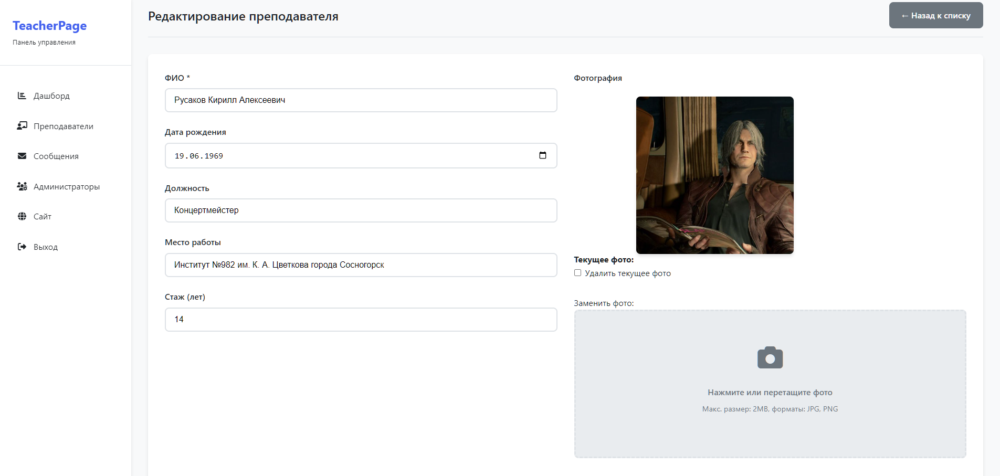 TeacherPage
Панель управления
Дашборд
Преподаватели
Сообщения
Администраторы
Сайт
Выход
Редактирование преподавателя
← Назад к списку
ФИО *
Русаков Кирилл Алексеевич
Дата рождения
19.06.1969
Должность
Концертмейстер
Место работы
Институт №982 им. К. А. Цветкова города Сосногорск
Стаж (лет)
14
Фотография
Текущее фото:
Удалить текущее фото
Заменить фото:
Нажмите или перетащите фото
Макс. размер: 2MB, форматы: JPG, PNG